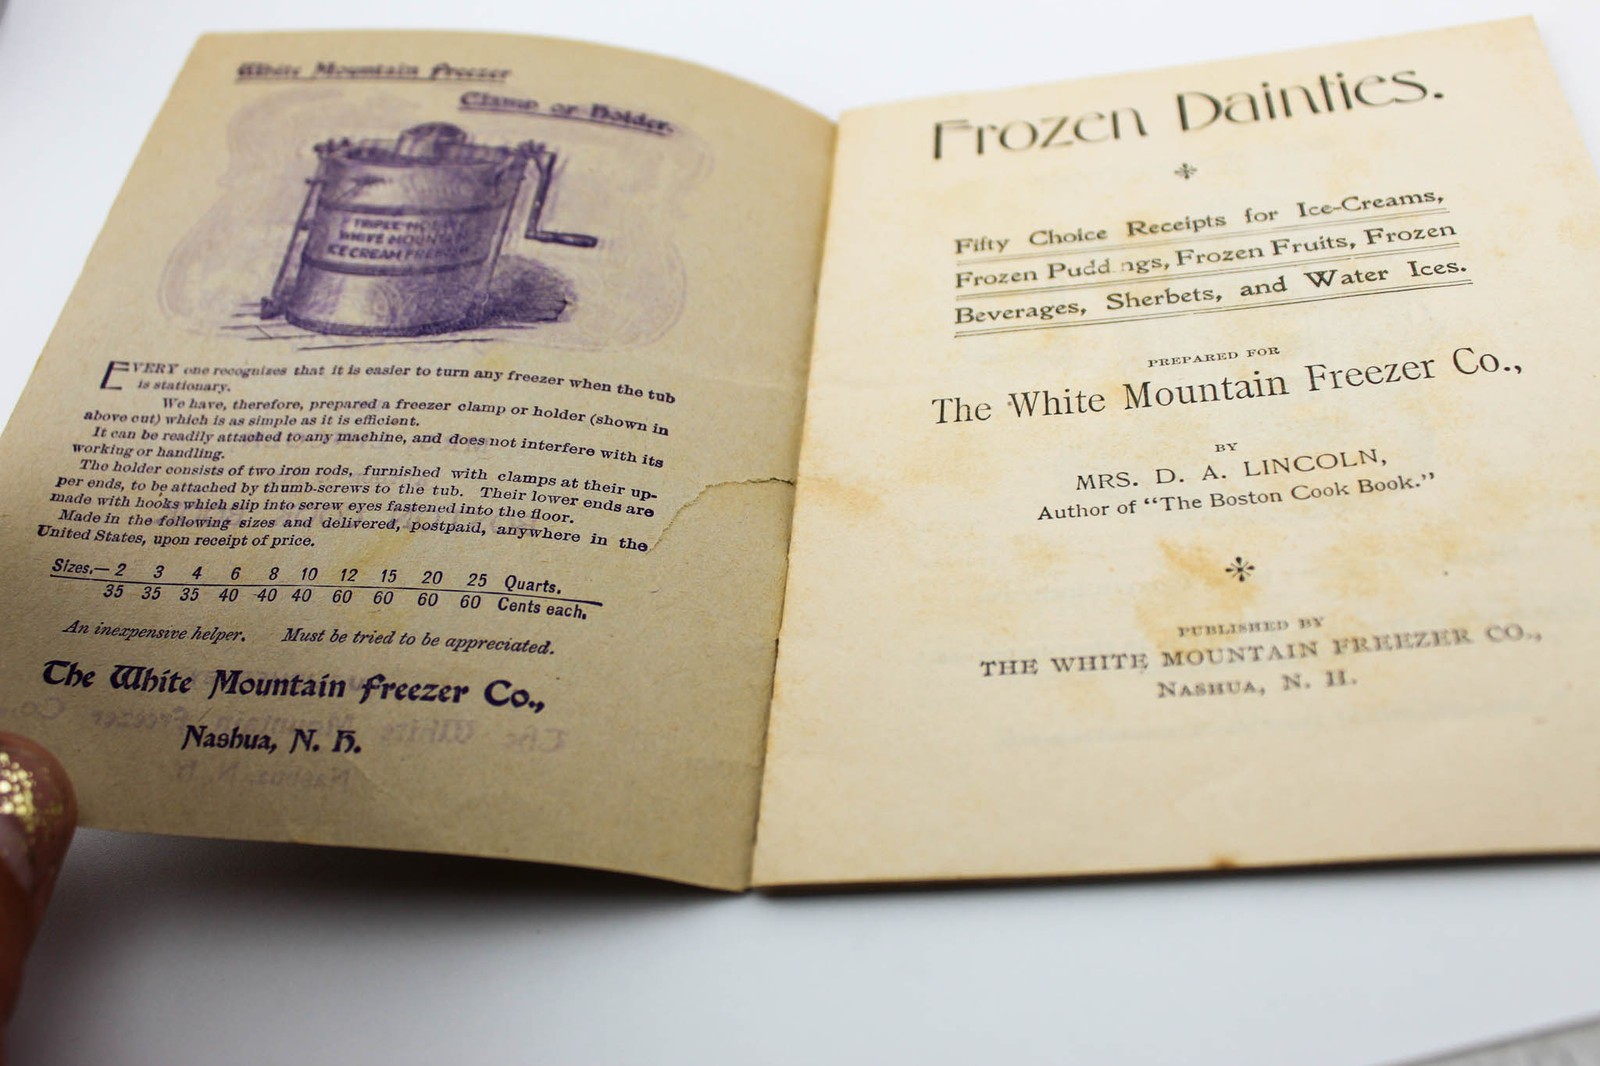 White Mountain Freezer
Clamp or Holder.
TRIPLE MOTION
WHITE MOUNTAIN
ICE CREAM FREEZER
EVERY one recognizes that it is easier to turn any freezer when the tub
is stationary.
We have, therefore, prepared a freezer clamp or holder (shown in
above cut) which is as simple as it is efficient.
It can be readily attached to any machine, and does not interfere with its
working or handling.
The holder consists of two iron rods, furnished with clamps at their up-
per ends, to be attached by thumb-screws to the tub. Their lower ends are
made with hooks which slip into screw eyes fastened into the floor.
Made in the following sizes and delivered, postpaid, anywhere in the
United States, upon receipt of price.
Sizes.— 2 3 4 6 8 10 12 15 20 25 Quarts.
35 35 35 40 40 40 60 60 60 60 Cents each.
An inexpensive helper. Must be tried to be appreciated.
The White Mountain Freezer Co.,
Nashua, N. H.
Frozen Dainties.
Fifty Choice Receipts for Ice-Creams,
Frozen Pudd ngs, Frozen Fruits, Frozen
Beverages, Sherbets, and Water Ices.
PREPARED FOR
The White Mountain Freezer Co.,
BY
MRS. D. A. LINCOLN,
Author of “The Boston Cook Book.”
PUBLISHED BY
THE WHITE MOUNTAIN FREEZER CO.,
NASHUA, N. H.